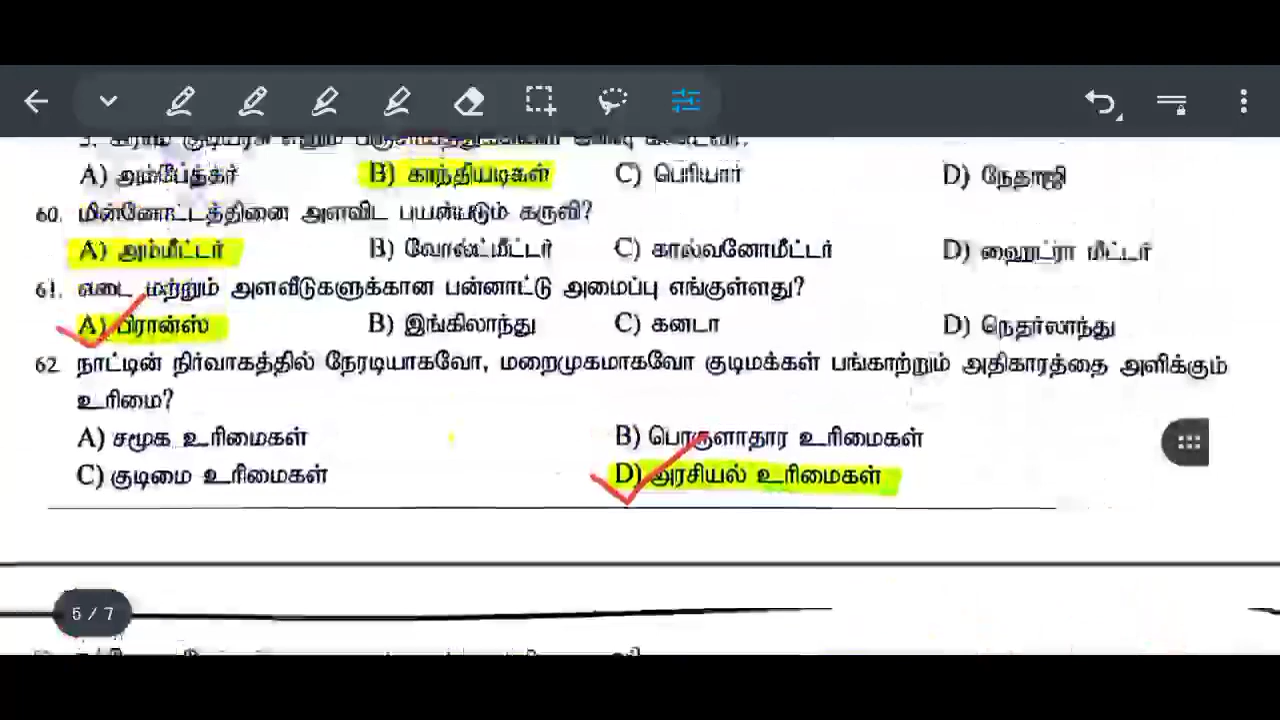 A) அம்பேத்கர் B) காந்தியடிகள் C) பெரியார் D) நேதாஜி
60. மின்னோட்டத்தினை அளவிட பயன்படும் கருவி?
A) அம்மீட்டர் B) வோல்ட்மீட்டர் C) கால்வனோமீட்டர் D) ஹைட்ரா மீட்டர்
61. எடை மற்றும் அளவீடுகளுக்கான பன்னாட்டு அமைப்பு எங்குள்ளது?
A) பிரான்ஸ் B) இங்கிலாந்து C) கனடா D) நெதர்லாந்து
62. நாட்டின் நிர்வாகத்தில் நேரடியாகவோ, மறைமுகமாகவோ குடிமக்கள் பங்காற்றும் அதிகாரத்தை அளிக்கும்
உரிமை?
A) சமூக உரிமைகள் B) பொருளாதார உரிமைகள்
C) குடிமை உரிமைகள் D) அரசியல் உரிமைகள்
5 / 7